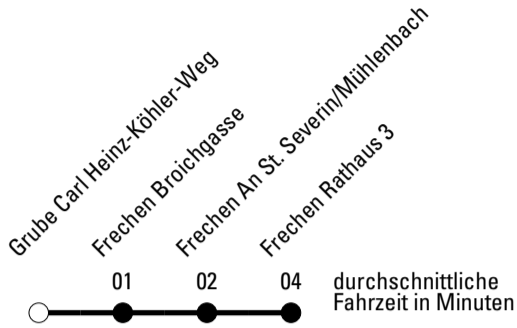 Grube Carl Heinz-Köhler-Weg
Frechen Broichgasse
Frechen An St. Severin/Mühlenbach
Frechen Rathaus 3
01 02 04 durchschnittliche
Fahrzeit in Minuten